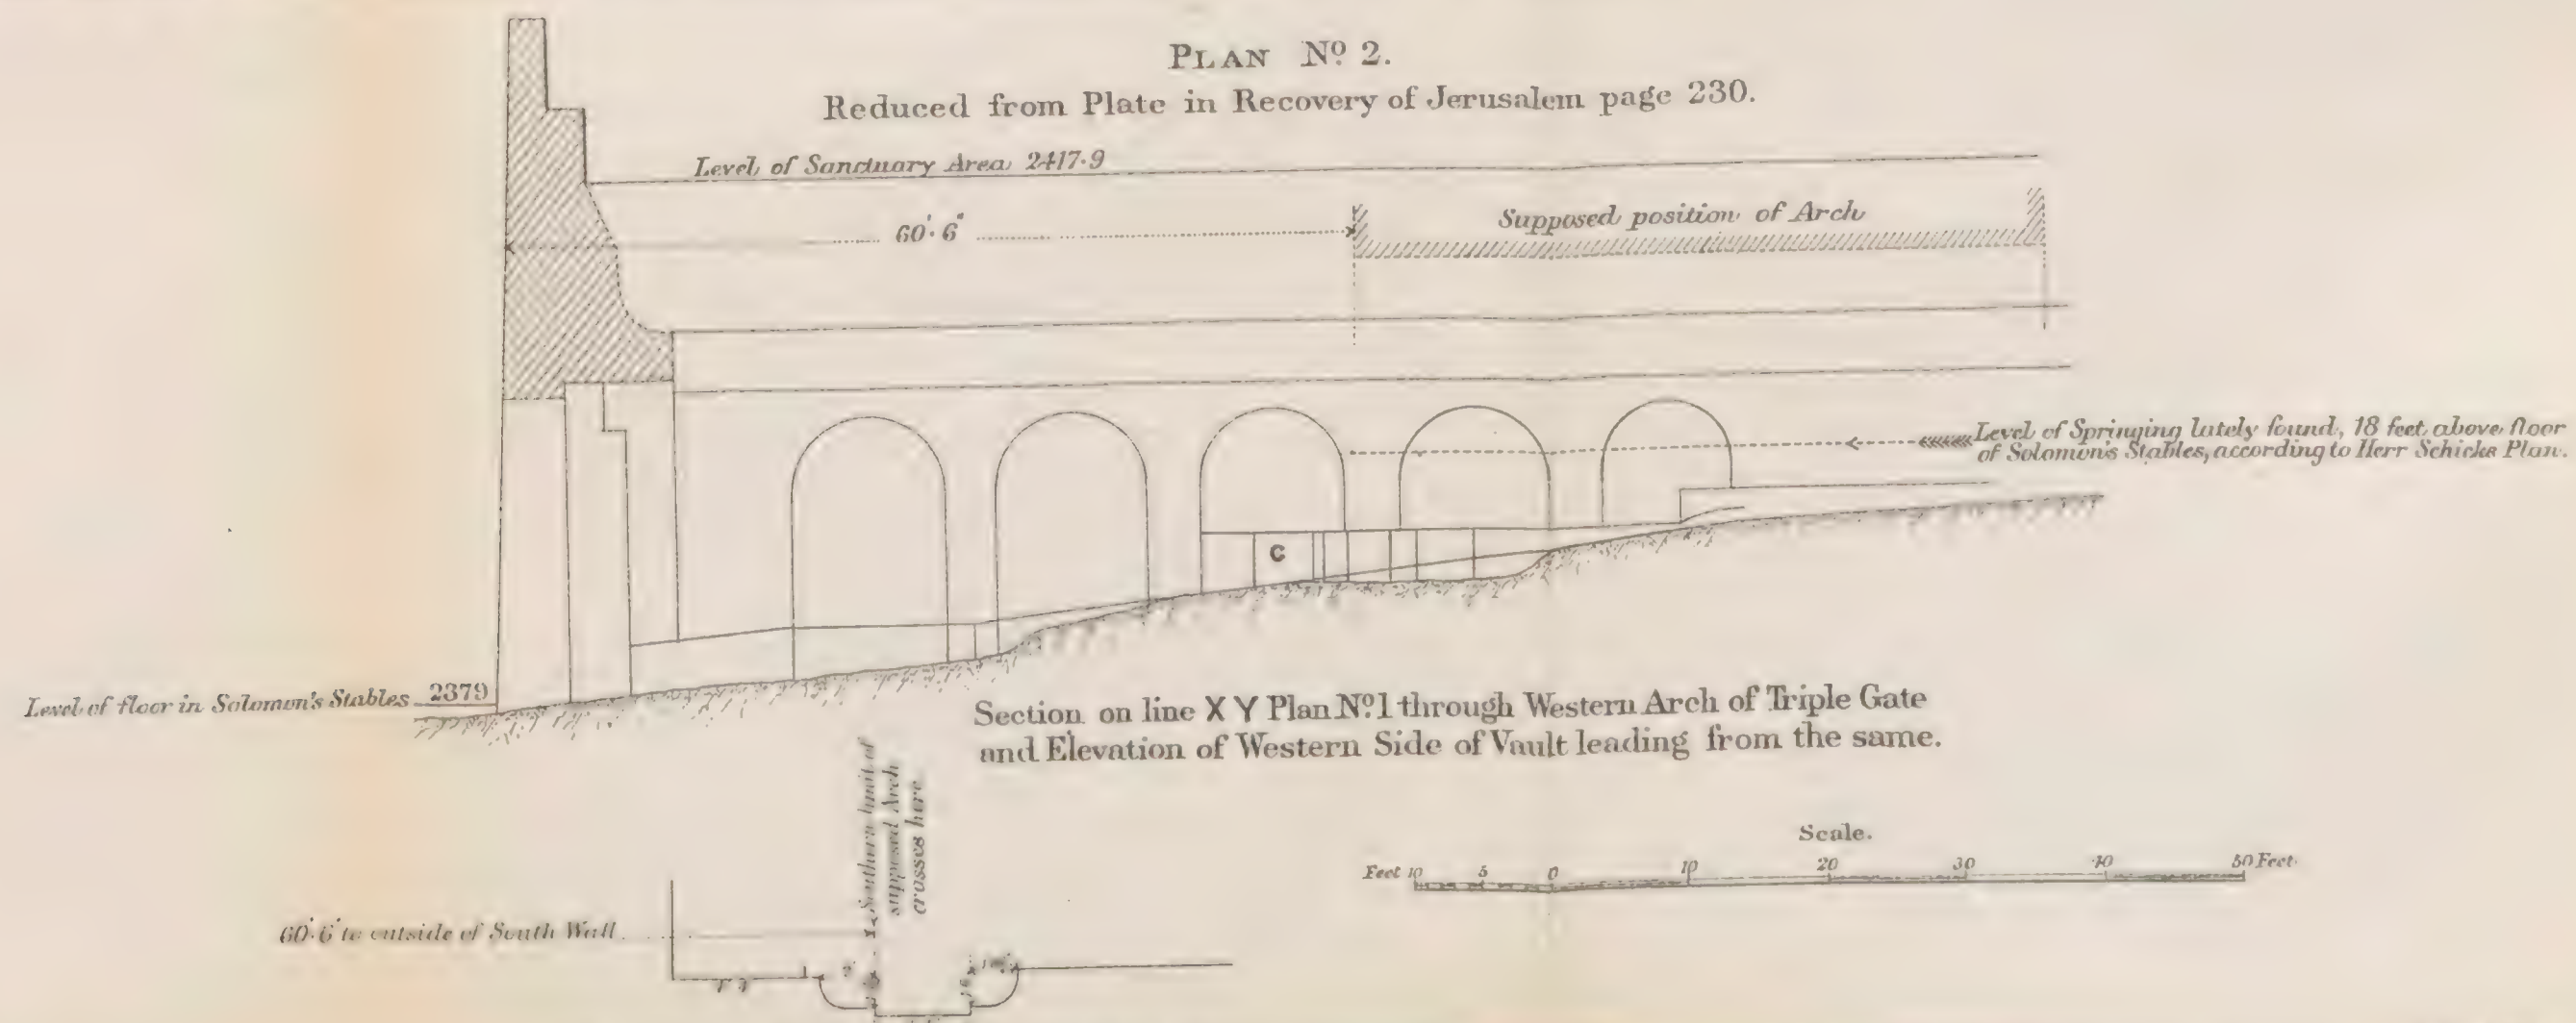 PLAN No. 2.
Reduced from Plate in Recovery of Jerusalem page 230.
Level of Sanctuary Area 2417·9
60'·6"
Supposed position of Arch
Level of Springing lately found, 18 feet above floor
of Solomon's Stables, according to Herr Schicks Plan.
C
Level of floor in Solomon's Stables 2379
Section on line X Y Plan No. 1 through Western Arch of Triple Gate
and Elevation of Western Side of Vault leading from the same.
Southern limit of
supposed Arch
crosses here
Scale.
Feet 10 5 0 10 20 30 40 50 Feet
60'·6" to outside of South Wall